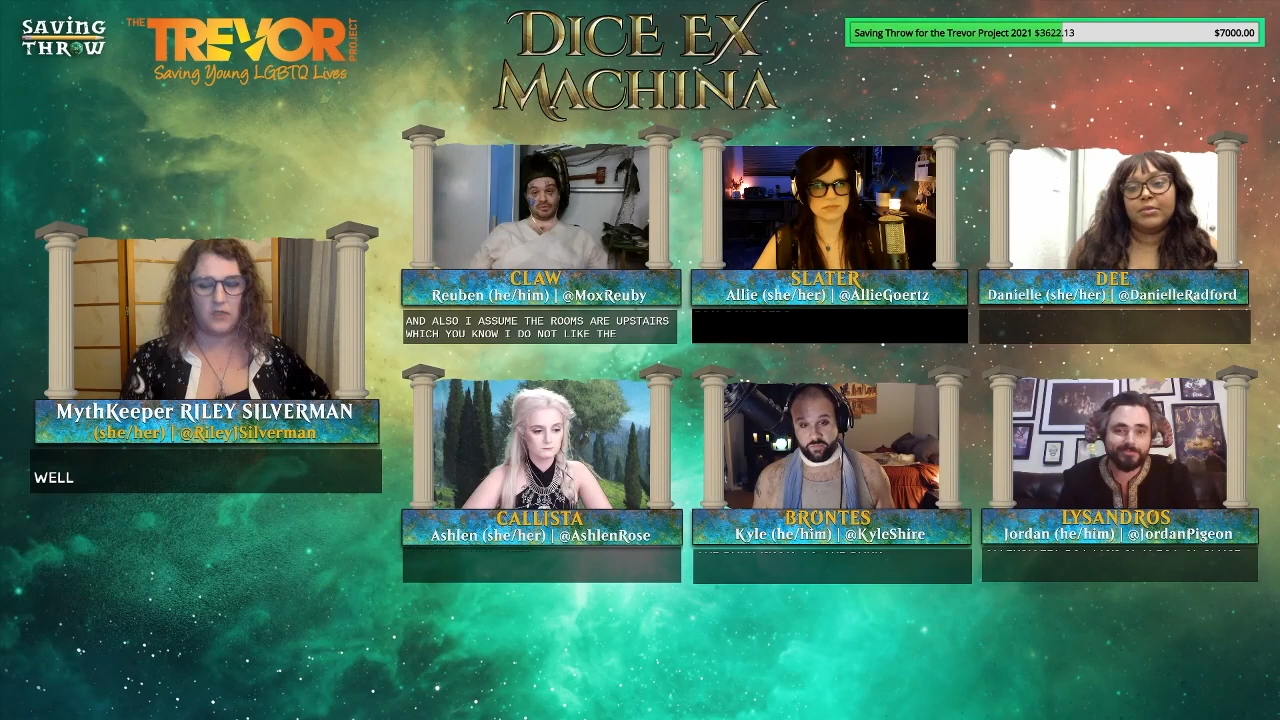 SAVING
THROW
THE
TREVOR
PROJECT
Saving Young LGBTQ Lives
DICE EX
MACHINA
Saving Throw for the Trevor Project 2021 $3622.13
$7000.00
CLAW
Reuben (he/him) | @MoxReuby
AND ALSO I ASSUME THE ROOMS ARE UPSTAIRS
WHICH YOU KNOW I DO NOT LIKE THE
SLATER
Allie (she/her) | @AllieGoertz
DEE
Danielle (she/her) | @DanielleRadford
MythKeeper RILEY SILVERMAN
(she/her) | @RileyJSilverman
WELL
CALLISTA
Ashlen (she/her) | @AshlenRose
BRONTES
Kyle (he/him) | @KyleShire
LYSANDROS
Jordan (he/him) | @JordanPigeon